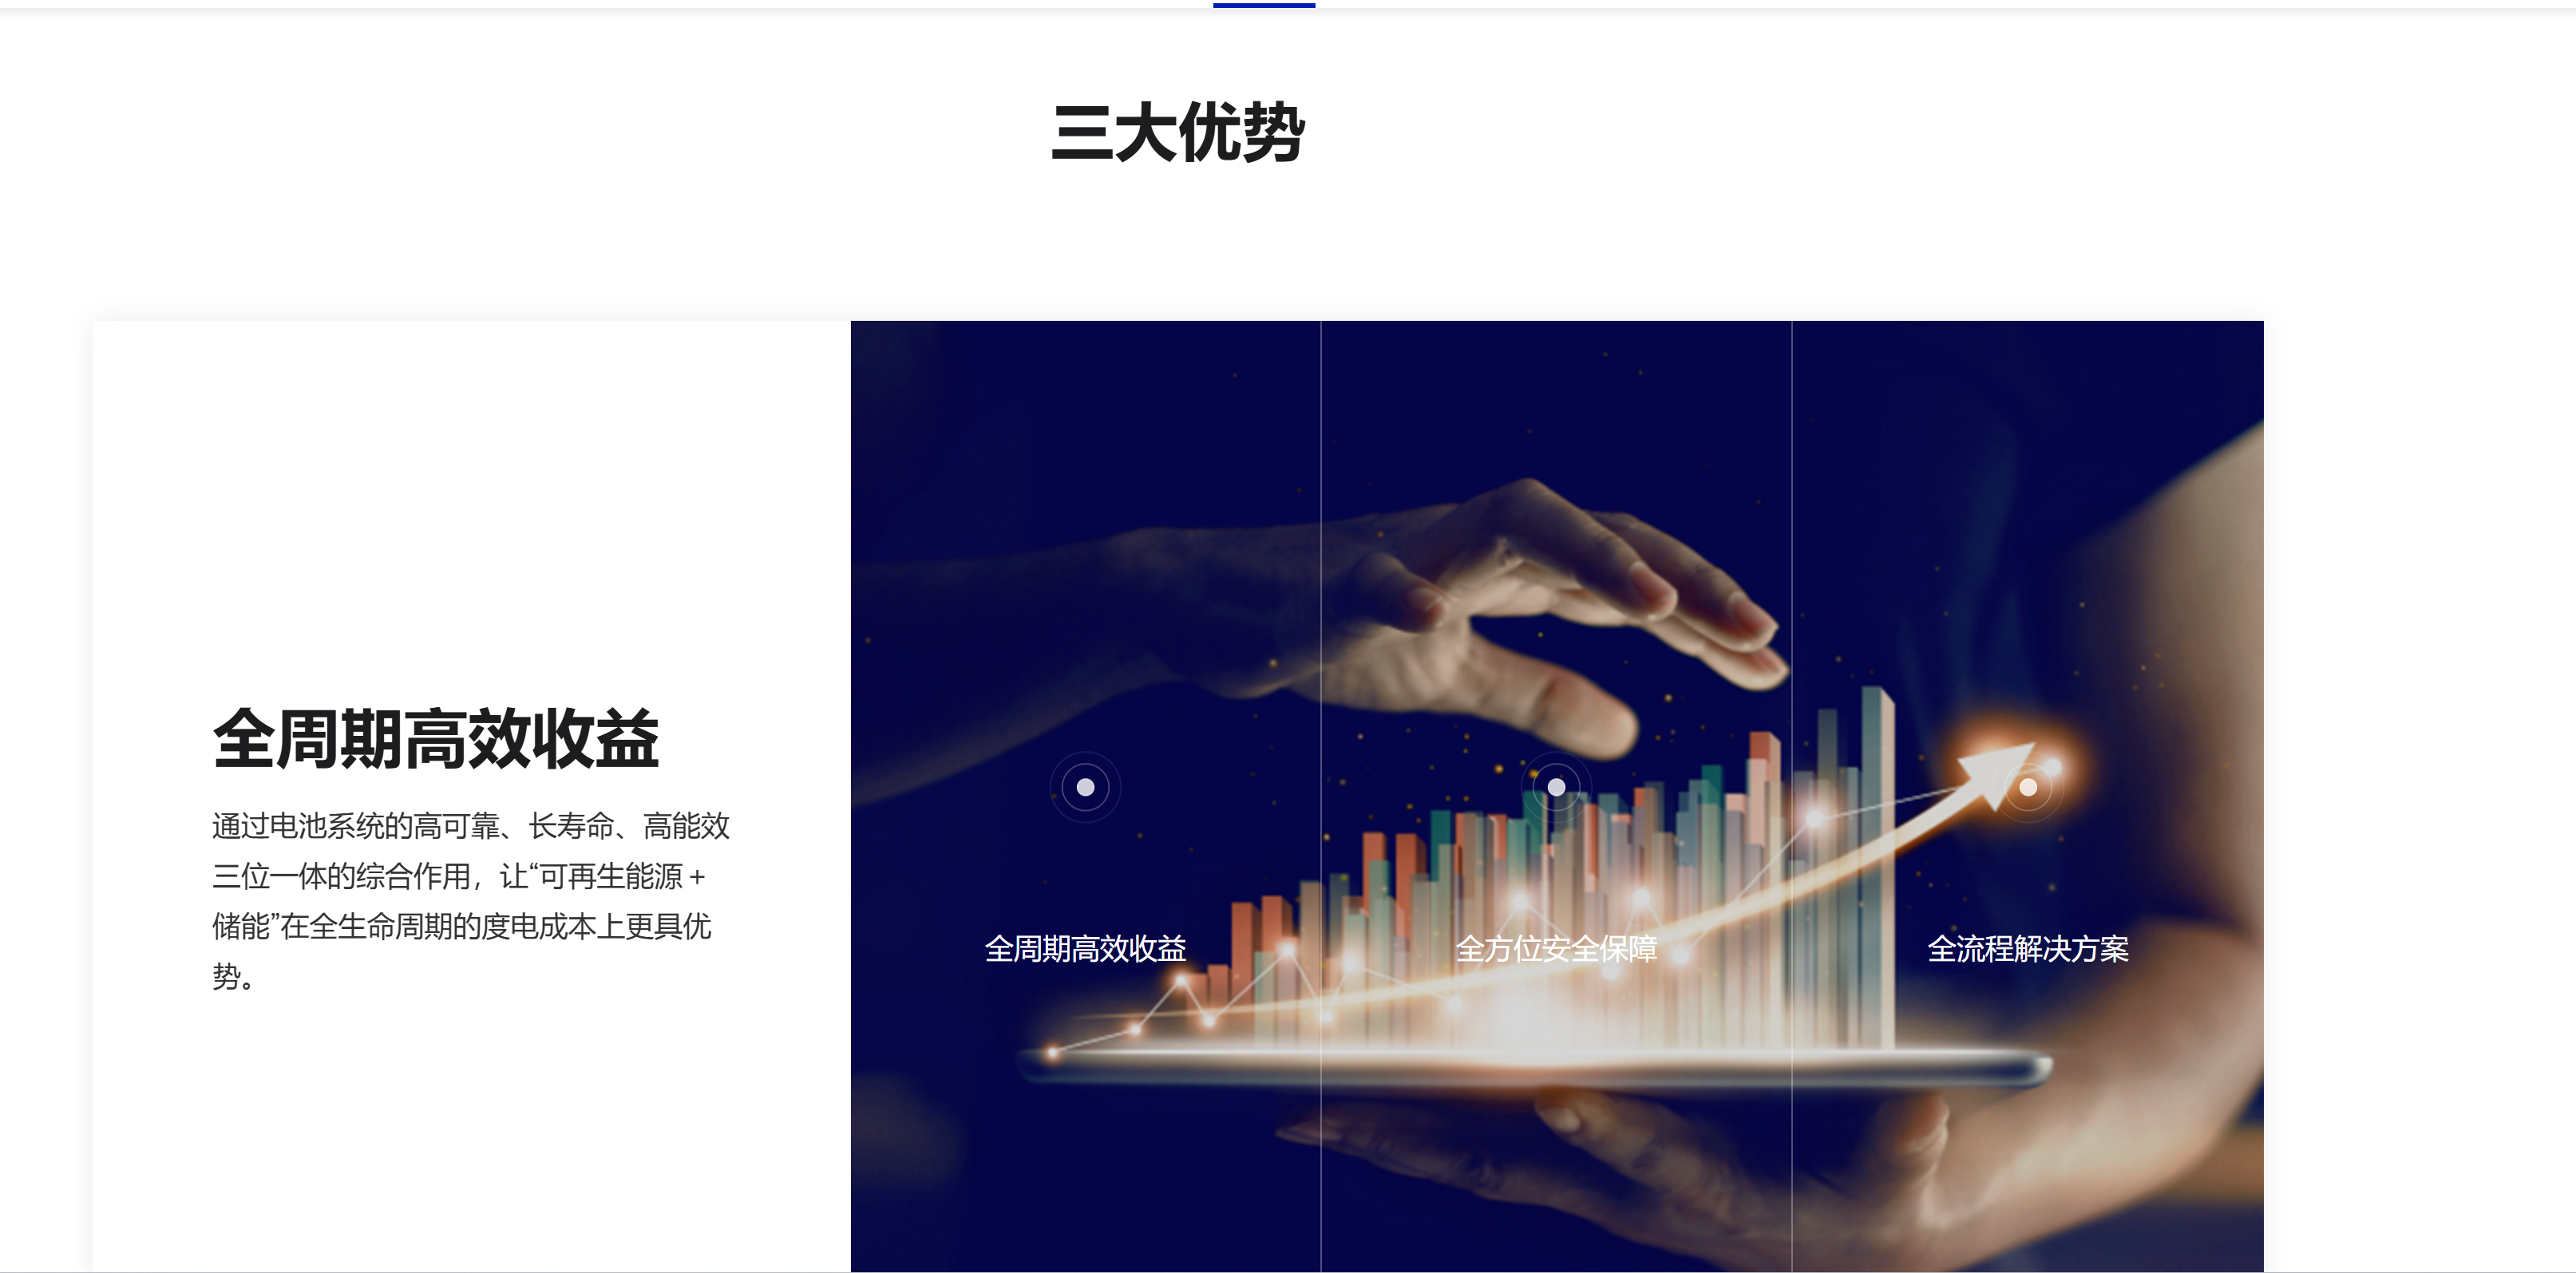 三大优势
全周期高效收益
通过电池系统的高可靠、长寿命、高能效
三位一体的综合作用，让“可再生能源 +
储能”在全生命周期的度电成本上更具优
势。
全周期高效收益
全方位安全保障
全流程解决方案